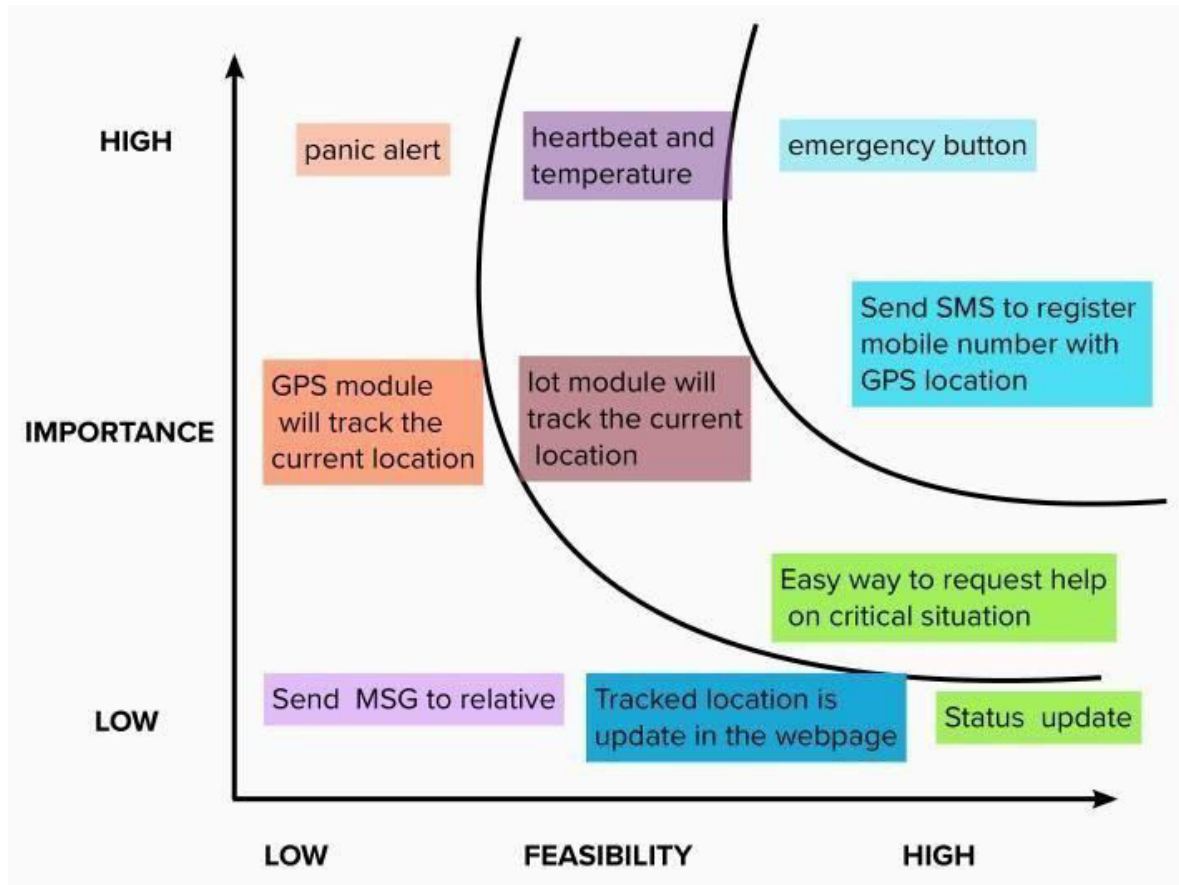 HIGH
panic alert
heartbeat and
temperature
emergency button
Send SMS to register
mobile number with
GPS location
GPS module
will track the
current location
Iot module will
track the current
location
IMPORTANCE
Easy way to request help
on critical situation
LOW
Send MSG to relative
Tracked location is
update in the webpage
Status update
LOW
FEASIBILITY
HIGH